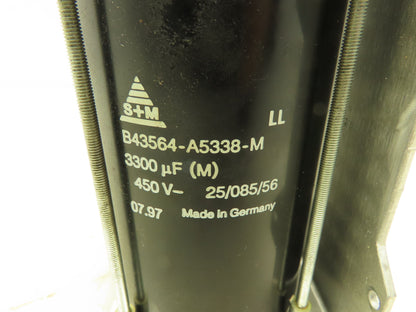 S+M
LL
B43564-A5338-M
3300 µF (M)
450 V– 25/085/56
07.97 Made in Germany